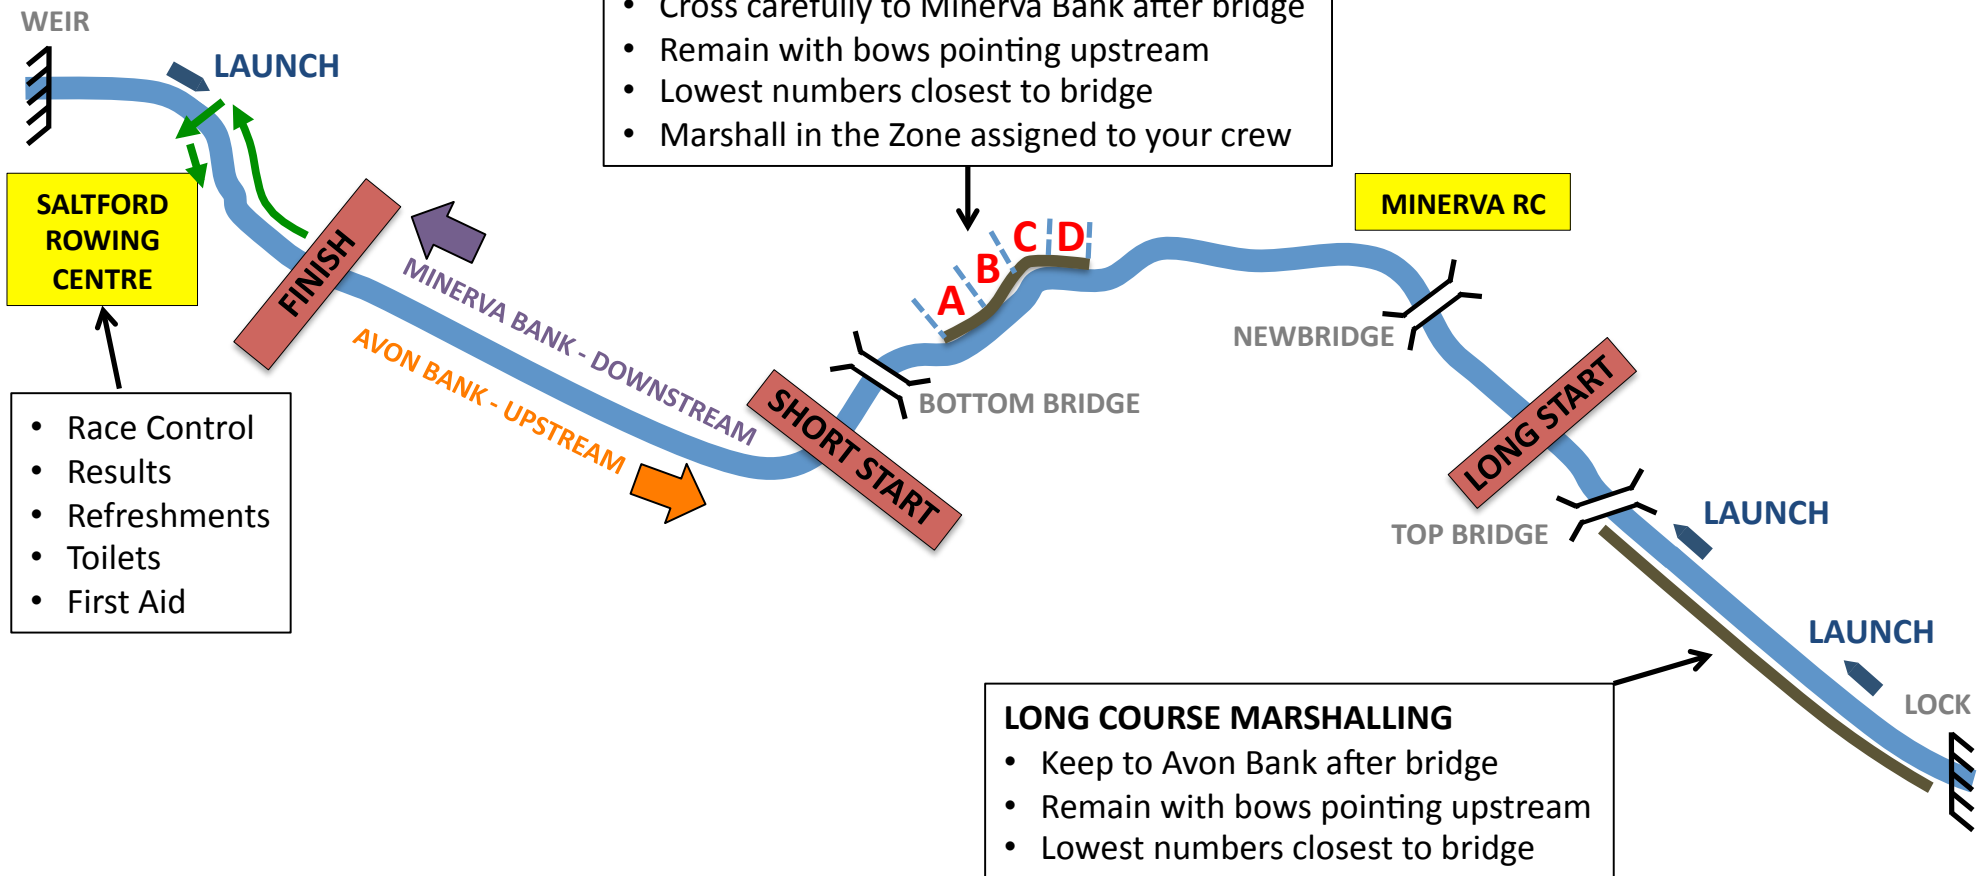 • Cross carefully to Minerva Bank after bridge
• Remain with bows pointing upstream
• Lowest numbers closest to bridge
• Marshall in the Zone assigned to your crew
WEIR
LAUNCH
SALTFORD
ROWING
CENTRE
FINISH
MINERVA BANK - DOWNSTREAM
AVON BANK - UPSTREAM
A
B
C
D
MINERVA RC
NEWBRIDGE
BOTTOM BRIDGE
SHORT START
LONG START
TOP BRIDGE
LAUNCH
LAUNCH
LOCK
• Race Control
• Results
• Refreshments
• Toilets
• First Aid
LONG COURSE MARSHALLING
• Keep to Avon Bank after bridge
• Remain with bows pointing upstream
• Lowest numbers closest to bridge